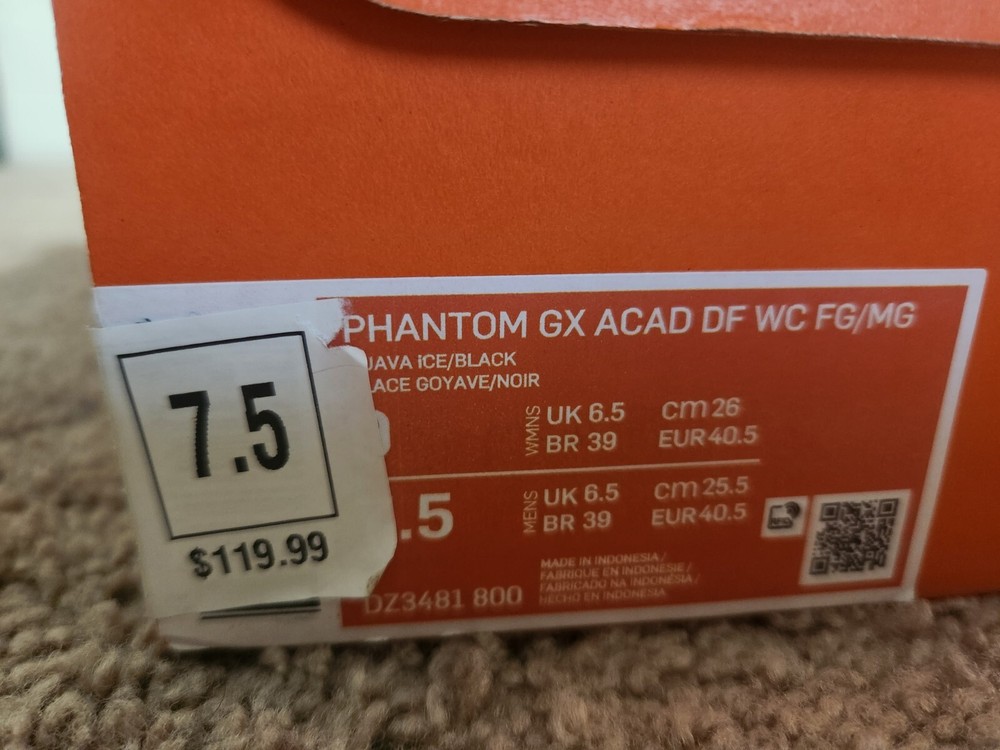 7.5
$119.99
PHANTOM GX ACAD DF WC FG/MG
UAVA ICE/BLACK
LACE GOYAVE/NOIR
WMNS UK 6.5 cm 26
BR 39 EUR 40.5
.5 MENS UK 6.5 cm 25.5
BR 39 EUR 40.5
MADE IN INDONESIA /
FABRIQUE EN INDONESIE /
FABRICADO NA INDONÉSIA /
HECHO EN INDONESIA
DZ3481 800